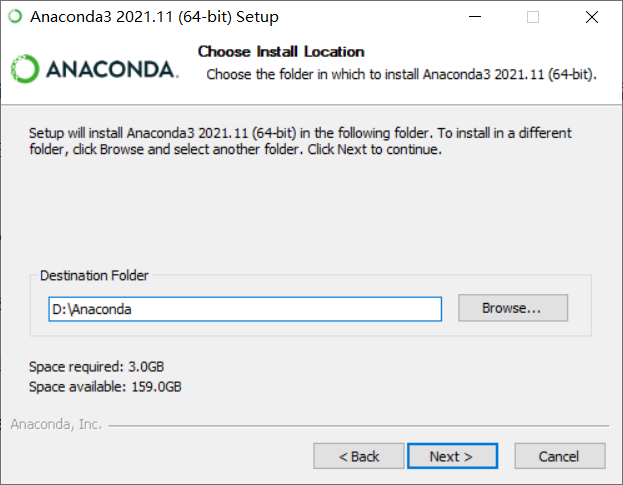 Anaconda3 2021.11 (64-bit) Setup
Choose Install Location
ANACONDA.
Choose the folder in which to install Anaconda3 2021.11 (64-bit).
Setup will install Anaconda3 2021.11 (64-bit) in the following folder. To install in a different
folder, click Browse and select another folder. Click Next to continue.
Destination Folder
D:\Anaconda
Browse...
Space required: 3.0GB
Space available: 159.0GB
Anaconda, Inc.
< Back
Next >
Cancel